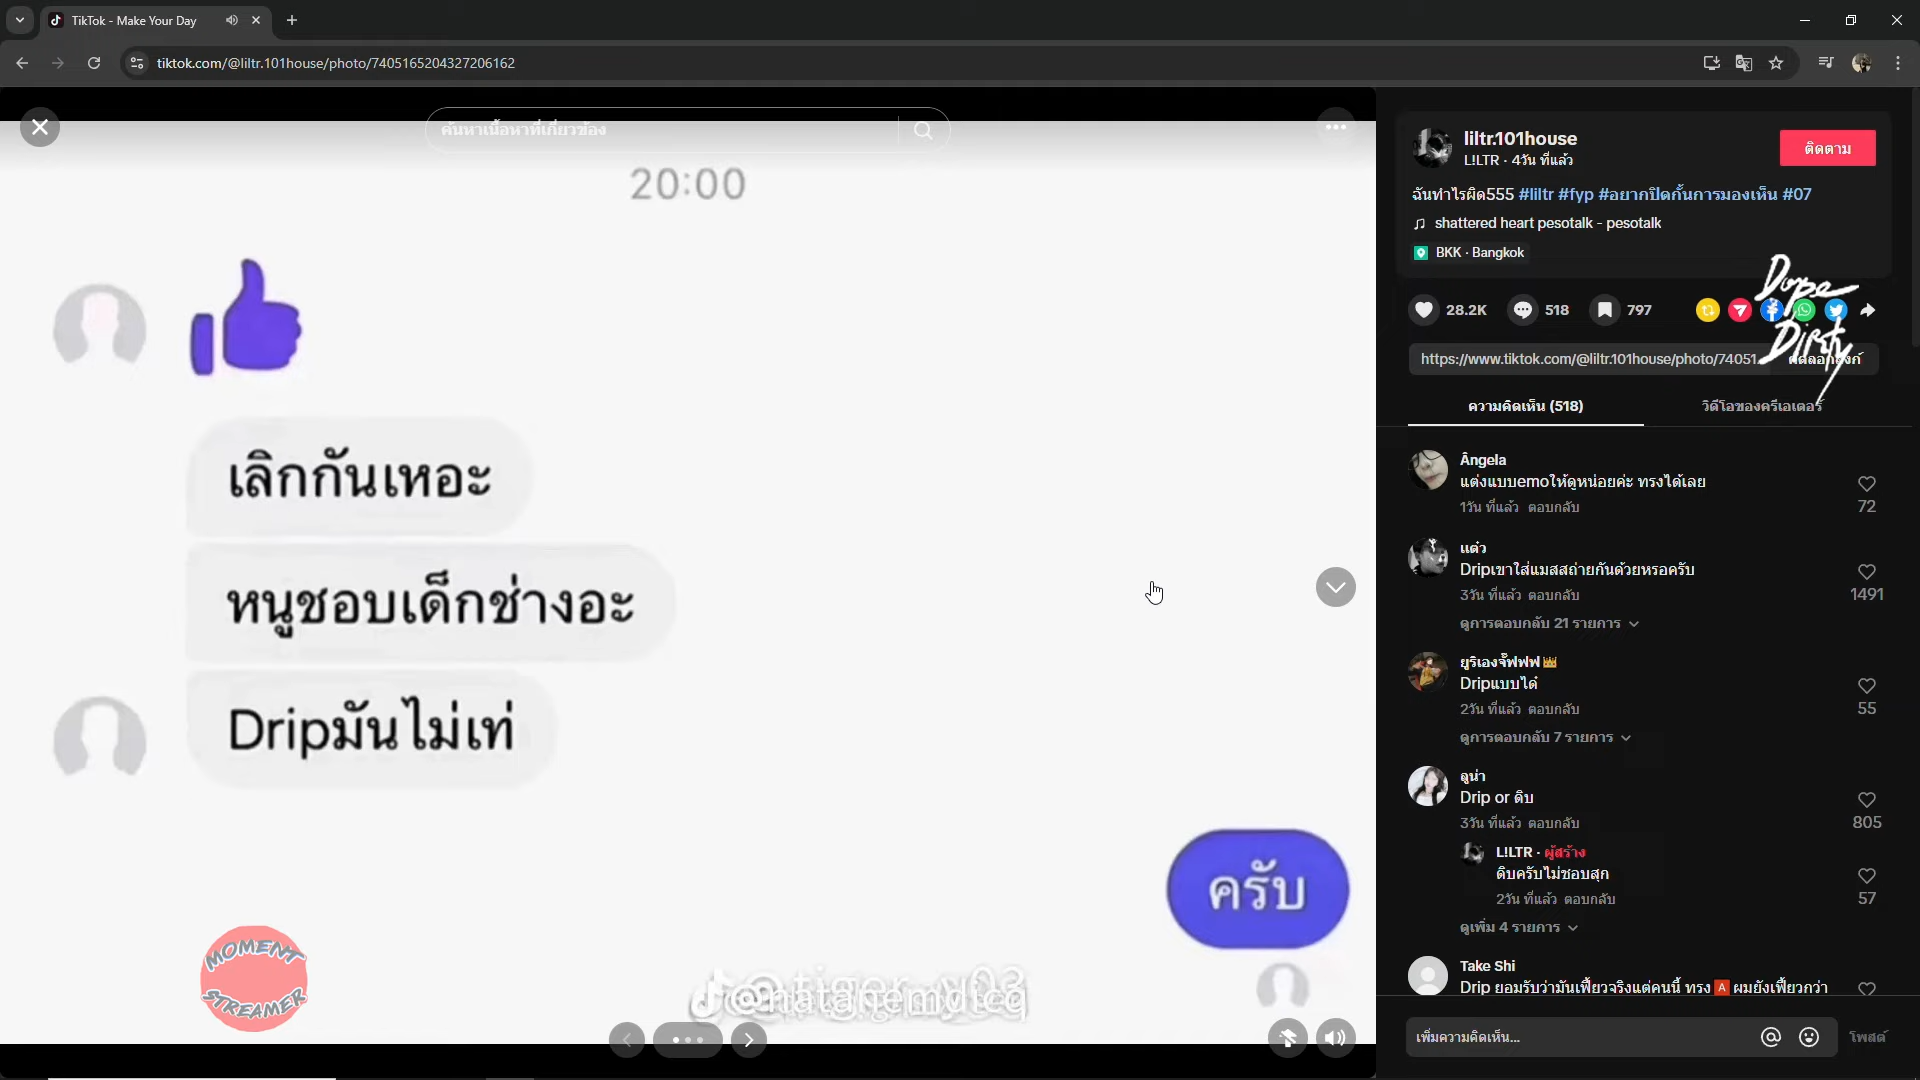 TikTok - Make Your Day
tiktok.com/@liltr.101house/photo/7405165204327206162
ค้นหาเนื้อหาที่เกี่ยวข้อง
20:00
เลิกกันเหอะ
หนูชอบเด็กช่างอะ
Dripมันไม่เท่
ครับ
MOMENT
STREAMER
liltr.101house
L!LTR · 4วัน ที่แล้ว
ติดตาม
ฉันทำไรผิด555 #liltr #fyp #อยากปิดกั้นการมองเห็น #07
shattered heart pesotalk - pesotalk
BKK · Bangkok
Dope
Dirty
28.2K
518
797
https://www.tiktok.com/@liltr.101house/photo/74051...
ความคิดเห็น (518)
วิดีโอของครีเอเตอร์
Ângela
แต่งแบบemoให้ดูหน่อยค่ะ ทรงได้เลย
1วัน ที่แล้ว ตอบกลับ
72
แต๋ว
Dripเขาใส่แมสสถ่ายกันด้วยหรอครับ
3วัน ที่แล้ว ตอบกลับ
1491
ดูการตอบกลับ 21 รายการ
ยูริเองจั๊ฟฟฟ👑
Dripแบบได๋
2วัน ที่แล้ว ตอบกลับ
55
ดูการตอบกลับ 7 รายการ
ลูน่า
Drip or ดิบ
3วัน ที่แล้ว ตอบกลับ
805
L!LTR · ผู้สร้าง
ดิบครับไม่ชอบสุก
2วัน ที่แล้ว ตอบกลับ
57
ดูเพิ่ม 4 รายการ
Take Shi
Drip ยอมรับว่ามันเฟี้ยวจริงแต่คนนี้ ทรง 🅰 ผมยังเฟี้ยวกว่า
เพิ่มความคิดเห็น...
โพสต์